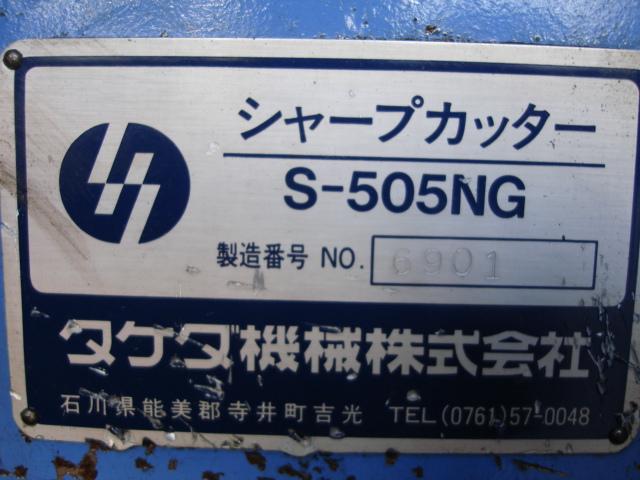 シャープカッター
S-505NG
製造番号 NO. 6901
タケダ機械株式会社
石川県能美郡寺井町吉光 TEL (0761)57-0048